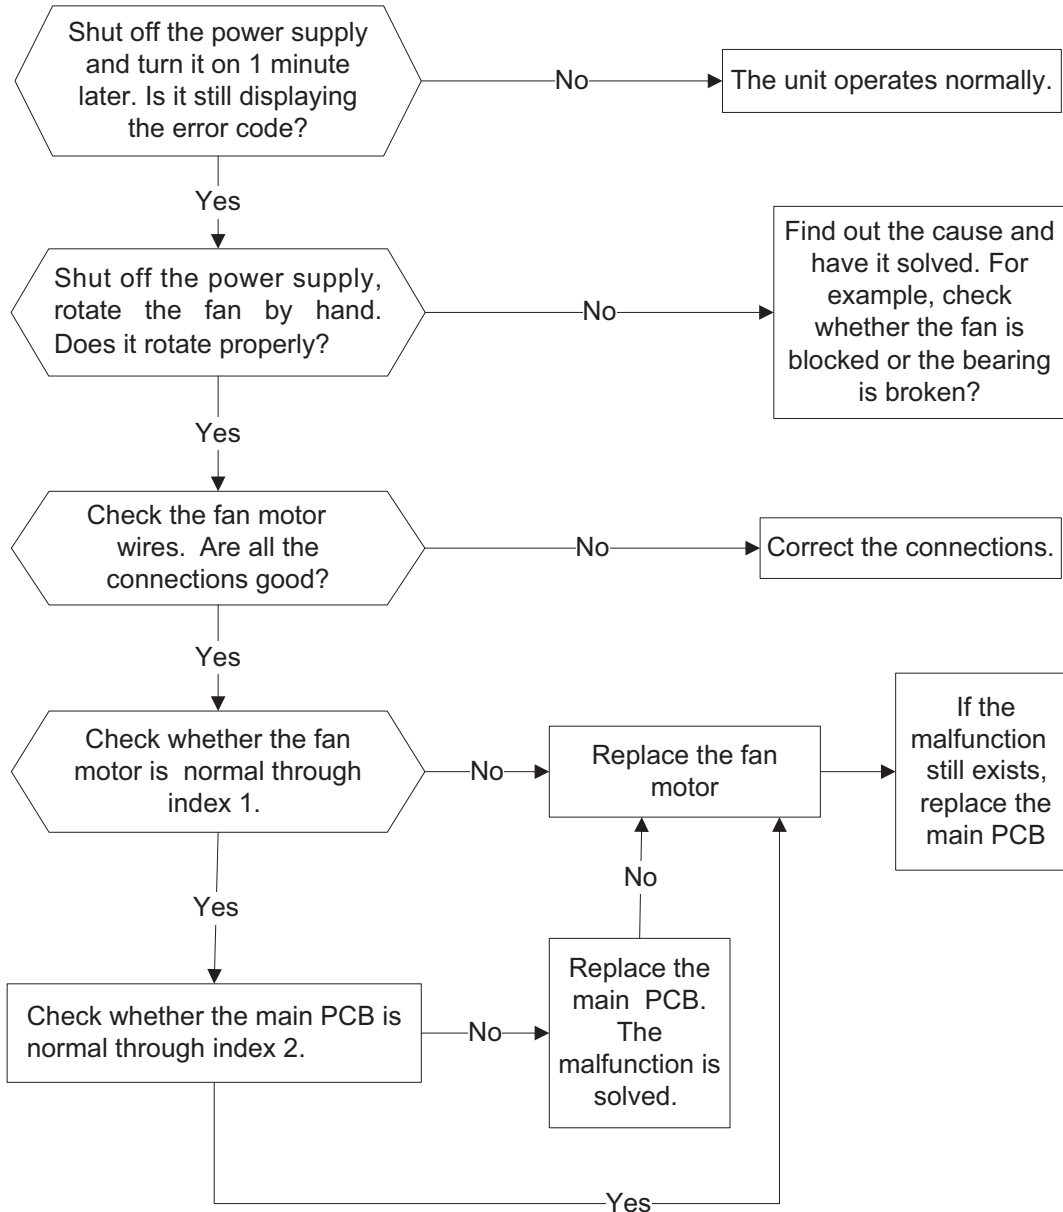 Shut off the power supply
and turn it on 1 minute
later. Is it still displaying
the error code?
No
The unit operates normally.
Yes
Shut off the power supply,
rotate the fan by hand.
Does it rotate properly?
No
Find out the cause and
have it solved. For
example, check
whether the fan is
blocked or the bearing
is broken?
Yes
Check the fan motor
wires. Are all the
connections good?
No
Correct the connections.
Yes
Check whether the fan
motor is normal through
index 1.
No
Replace the fan
motor
If the
malfunction
still exists,
replace the
main PCB
Yes
No
Check whether the main PCB is
normal through index 2.
No
Replace the
main PCB.
The
malfunction is
solved.
Yes